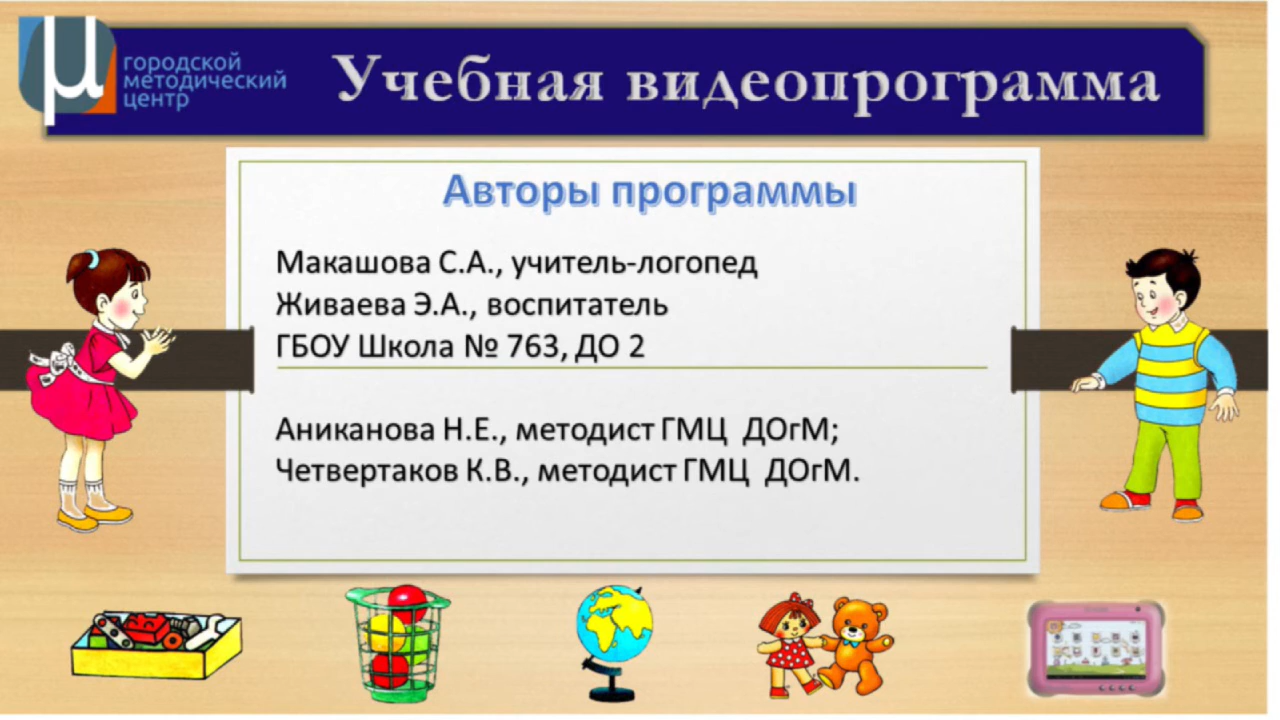 городской
методический
центр
Учебная видеопрограмма
Авторы программы
Макашова С.А., учитель-логопед
Живаева Э.А., воспитатель
ГБОУ Школа № 763, ДО 2
Аниканова Н.Е., методист ГМЦ ДОгМ;
Четвертаков К.В., методист ГМЦ ДОгМ.